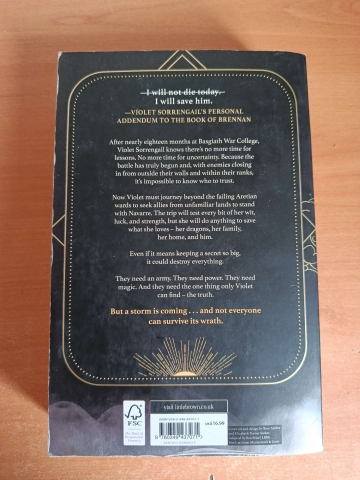 I will not die today.
I will save him.
—VIOLET SORRENGAIL'S PERSONAL
ADDENDUM TO THE BOOK OF BRENNAN
After nearly eighteen months at Basgiath War College,
Violet Sorrengail knows there's no more time for
lessons. No more time for uncertainty. Because the
battle has truly begun and, with enemies closing
in from outside their walls and within their ranks,
it's impossible to know who to trust.
Now Violet must journey beyond the failing Aretian
wards to seek allies from unfamiliar lands to stand
with Navarre. The trip will test every bit of her wit,
luck, and strength, but she will do anything to save
what she loves – her dragons, her family,
her home, and him.
Even if it means keeping a secret so big,
it could destroy everything.
They need an army. They need power. They need
magic. And they need the one thing only Violet
can find – the truth.
But a storm is coming . . . and not everyone
can survive its wrath.
FSC
visit littlebrown.co.uk
£16.99